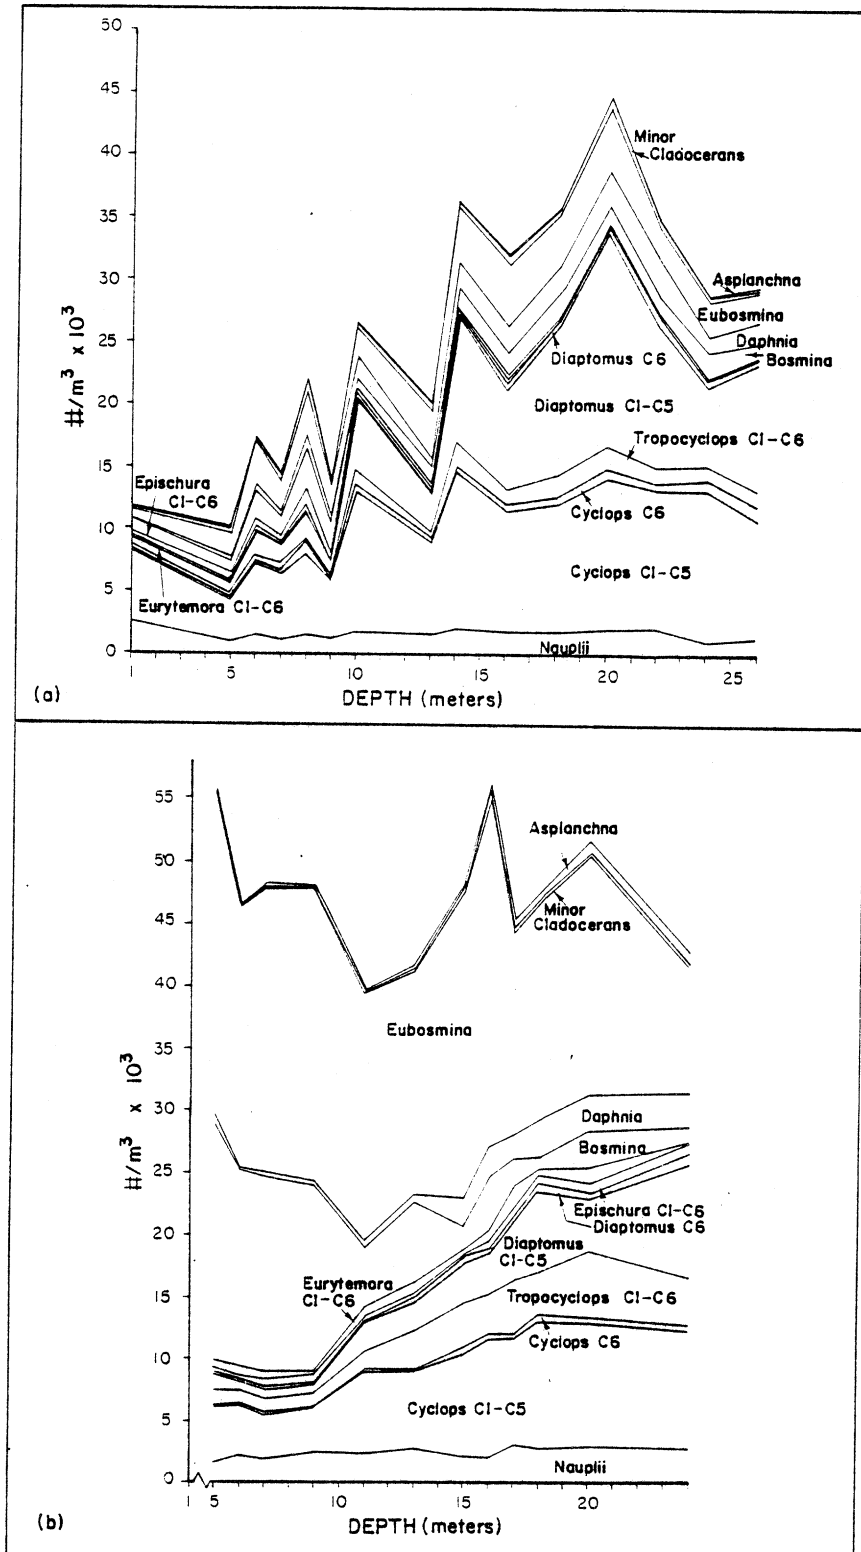 50
45
40
35
30
25
20
15
10
5
0
#/m³ x 10³
Minor
Cladocerans
Asplanchna
Eubosmina
Daphnia
Bosmina
Diaptomus C6
Diaptomus C1-C5
Tropocyclops C1-C6
Epischura
C1-C6
Cyclops C6
Cyclops C1-C5
Eurytemora C1-C6
Nauplii
1 5 10 15 20 25
(a)
DEPTH (meters)
55
50
45
40
35
30
25
20
15
10
5
0
#/m³ x 10³
Asplanchna
Minor
Cladocerans
Eubosmina
Daphnia
Bosmina
Epischura C1-C6
Diaptomus C6
Diaptomus
C1-C5
Eurytemora
C1-C6
Tropocyclops C1-C6
Cyclops C6
Cyclops C1-C5
Nauplii
1 5 10 15 20
(b)
DEPTH (meters)